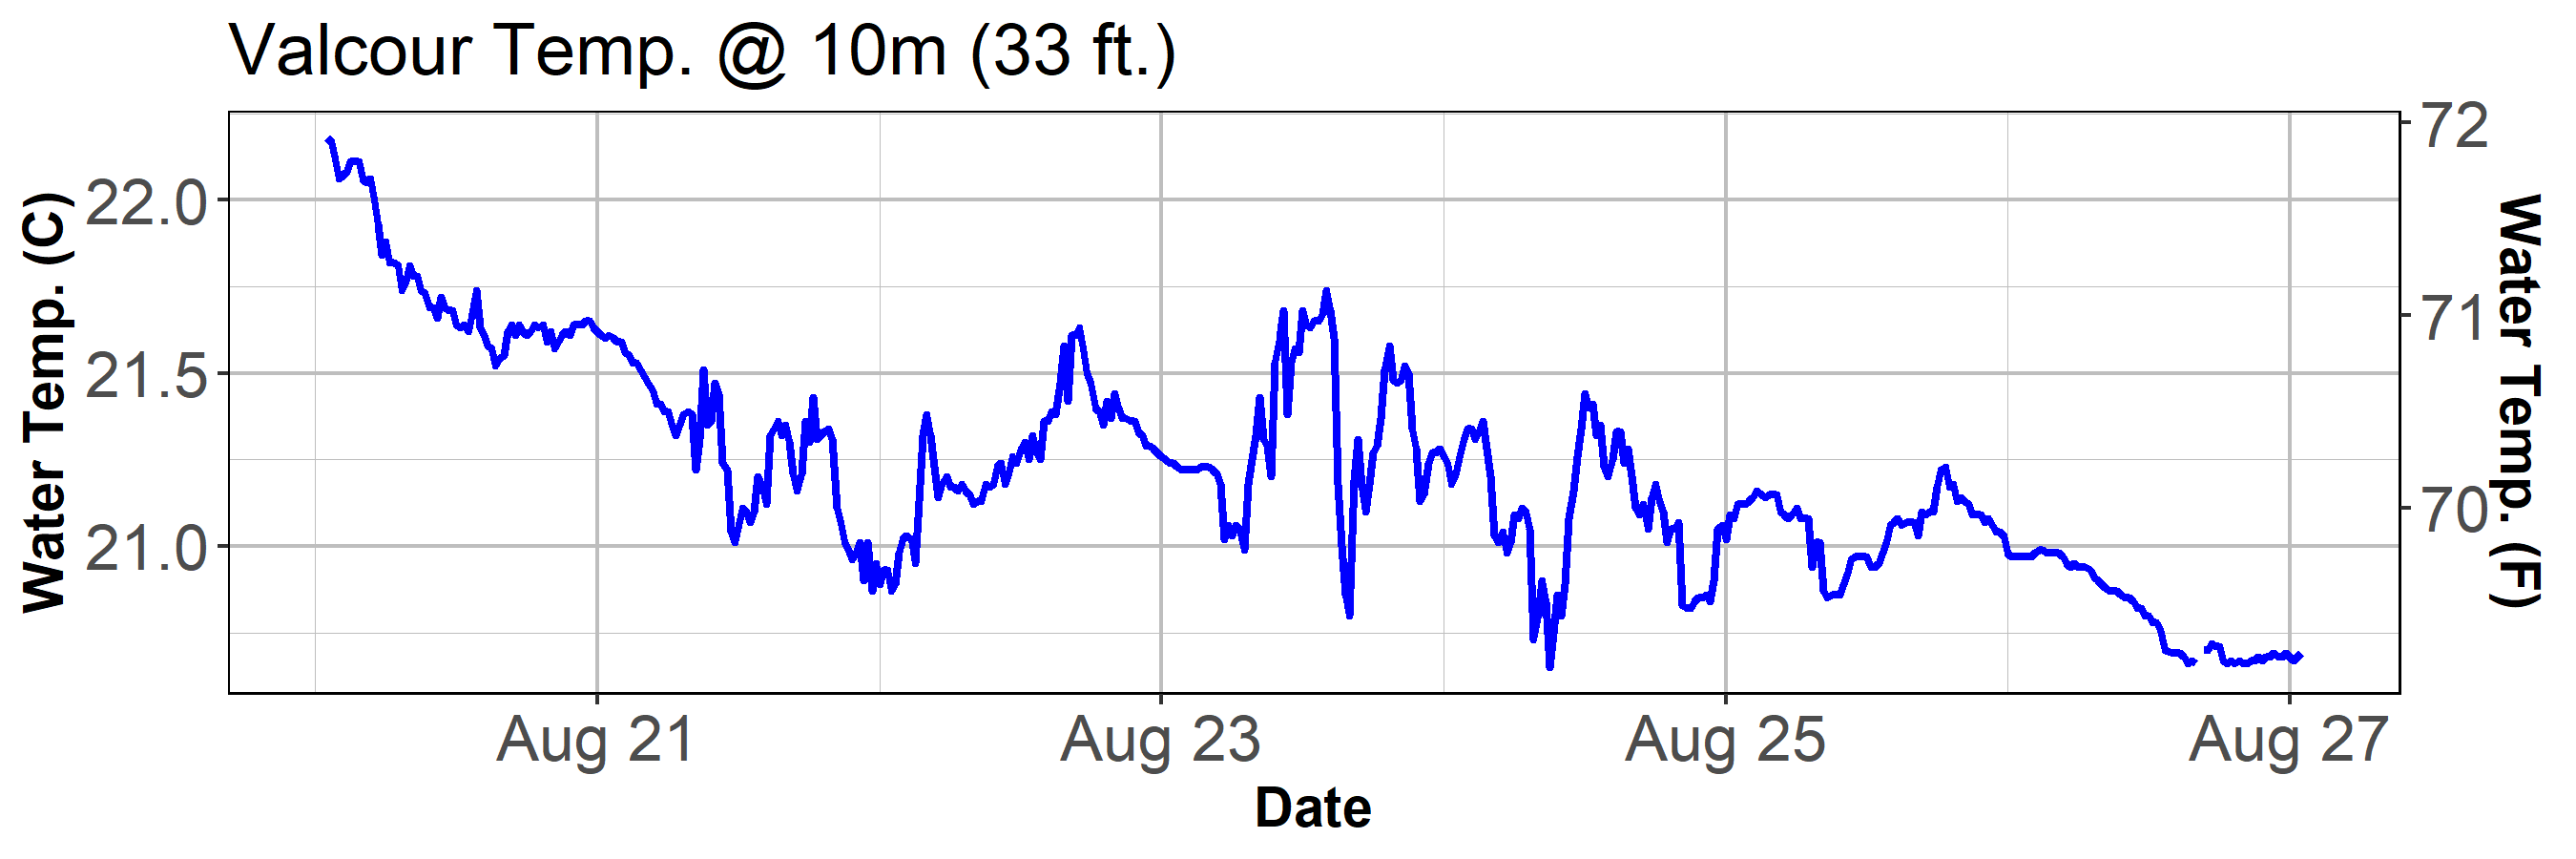 Valcour Temp. @ 10m (33 ft.)
Water Temp. (C)
22.0
21.5
21.0
72
71
70
Water Temp. (F)
Aug 21
Aug 23
Aug 25
Aug 27
Date